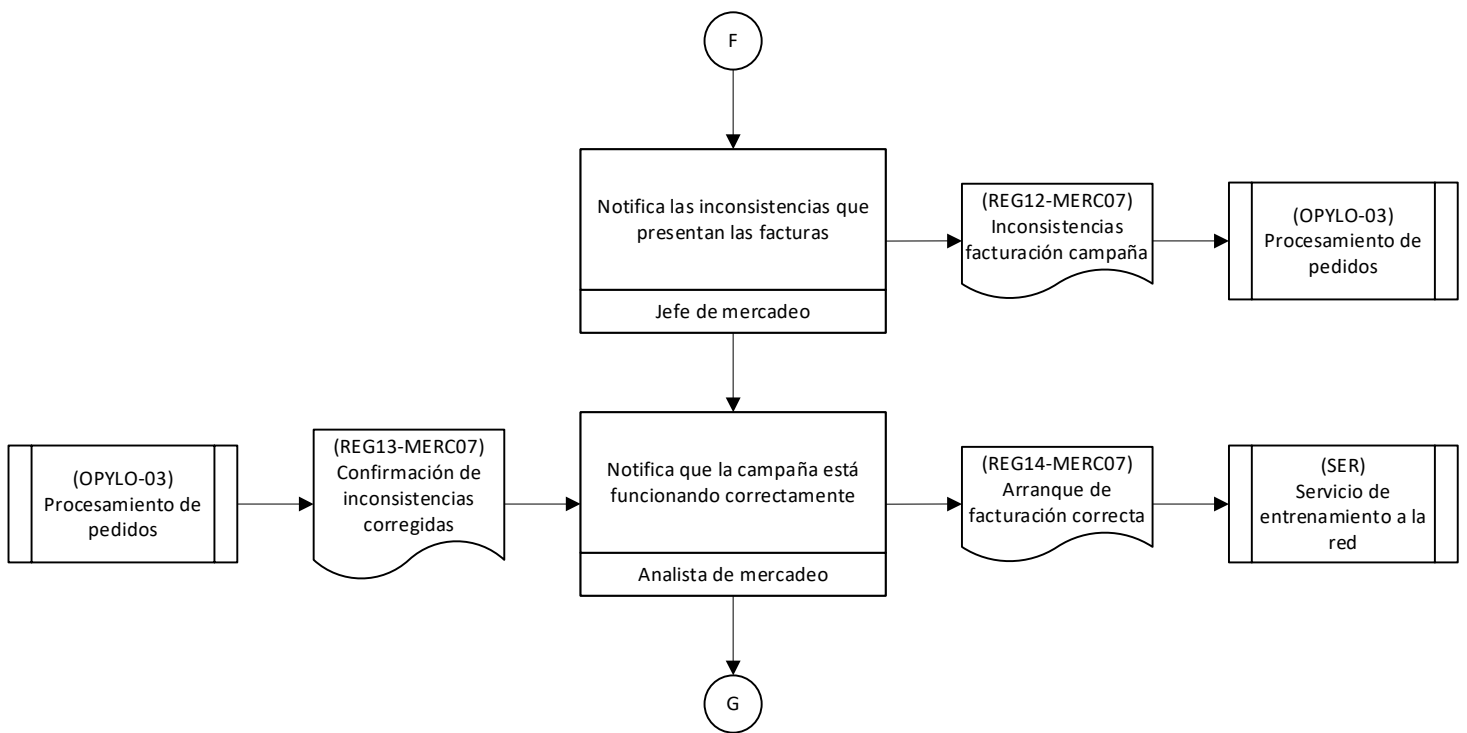 F
Notifica las inconsistencias que
presentan las facturas
Jefe de mercadeo
(REG12-MERC07)
Inconsistencias
facturación campaña
(OPYLO-03)
Procesamiento de
pedidos
(OPYLO-03)
Procesamiento de
pedidos
(REG13-MERC07)
Confirmación de
inconsistencias
corregidas
Notifica que la campaña está
funcionando correctamente
Analista de mercadeo
(REG14-MERC07)
Arranque de
facturación correcta
(SER)
Servicio de
entrenamiento a la
red
G